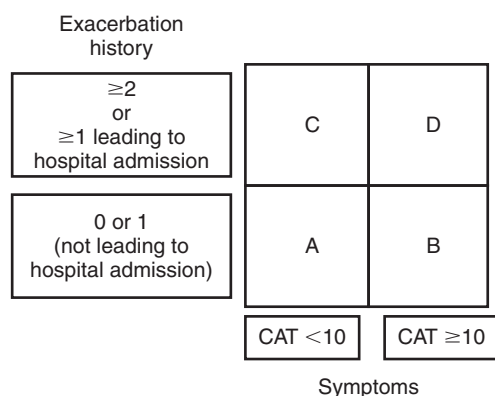 Exacerbation
history
≥2
or
≥1 leading to
hospital admission
C
D
0 or 1
(not leading to
hospital admission)
A
B
CAT <10
CAT ≥10
Symptoms